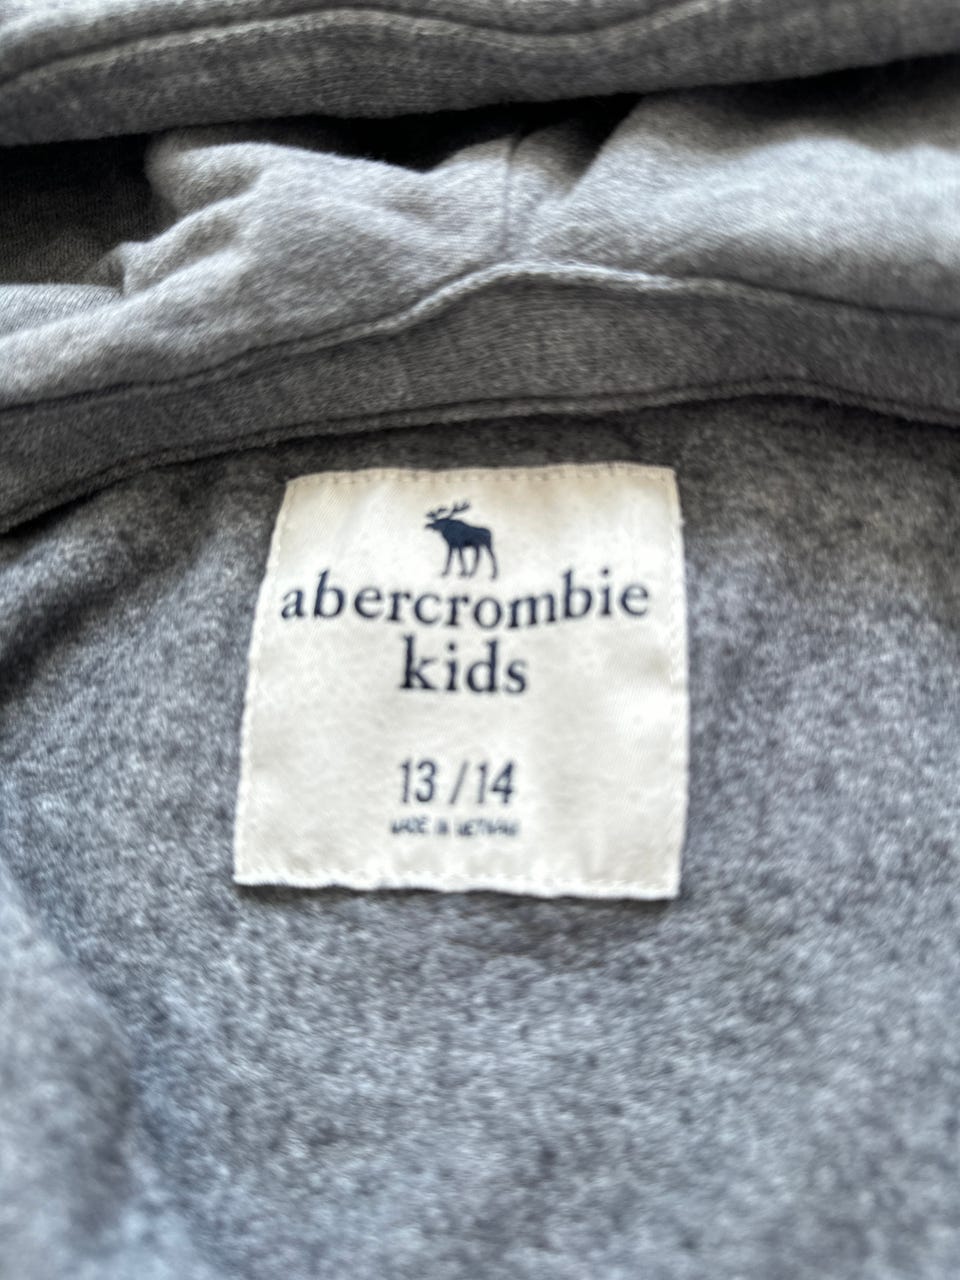 abercrombie
kids
13/14
MADE IN VIETNAM